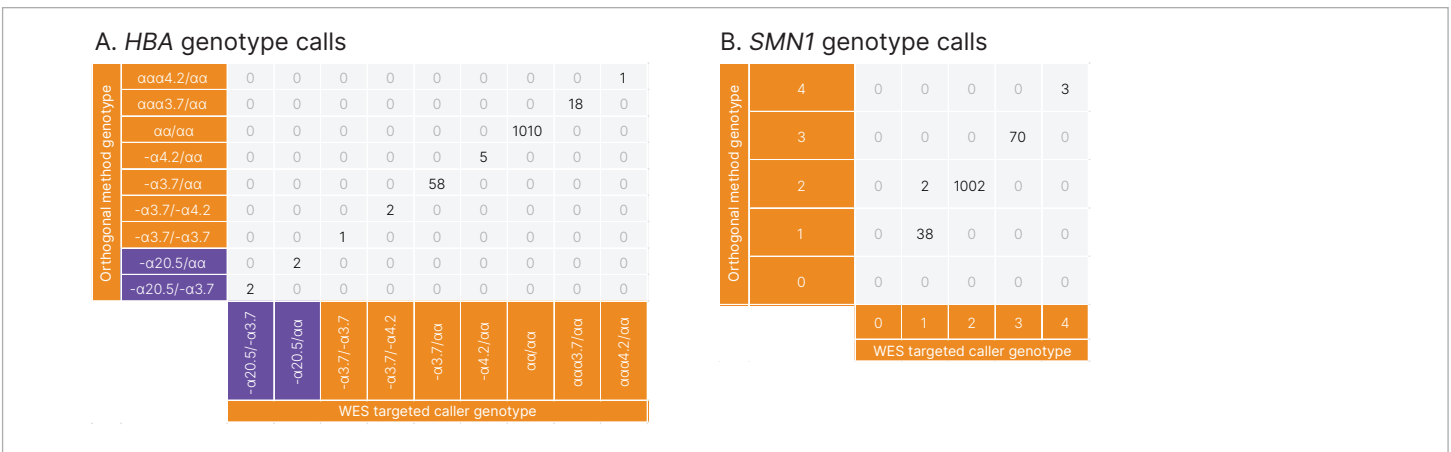 A. HBA genotype calls
Orthogonal method genotype
ααα4.2/αα 0 0 0 0 0 0 0 0 1
ααα3.7/αα 0 0 0 0 0 0 0 18 0
αα/αα 0 0 0 0 0 0 1010 0 0
-α4.2/αα 0 0 0 0 0 5 0 0 0
-α3.7/αα 0 0 0 0 58 0 0 0 0
-α3.7/-α4.2 0 0 0 2 0 0 0 0 0
-α3.7/-α3.7 0 0 1 0 0 0 0 0 0
-α20.5/αα 0 2 0 0 0 0 0 0 0
-α20.5/-α3.7 2 0 0 0 0 0 0 0 0
-α20.5/-α3.7 -α20.5/αα -α3.7/-α3.7 -α3.7/-α4.2 -α3.7/αα -α4.2/αα αα/αα ααα3.7/αα ααα4.2/αα
WES targeted caller genotype
B. SMN1 genotype calls
Orthogonal method genotype
4 0 0 0 0 3
3 0 0 0 70 0
2 0 2 1002 0 0
1 0 38 0 0 0
0 0 0 0 0 0
0 1 2 3 4
WES targeted caller genotype